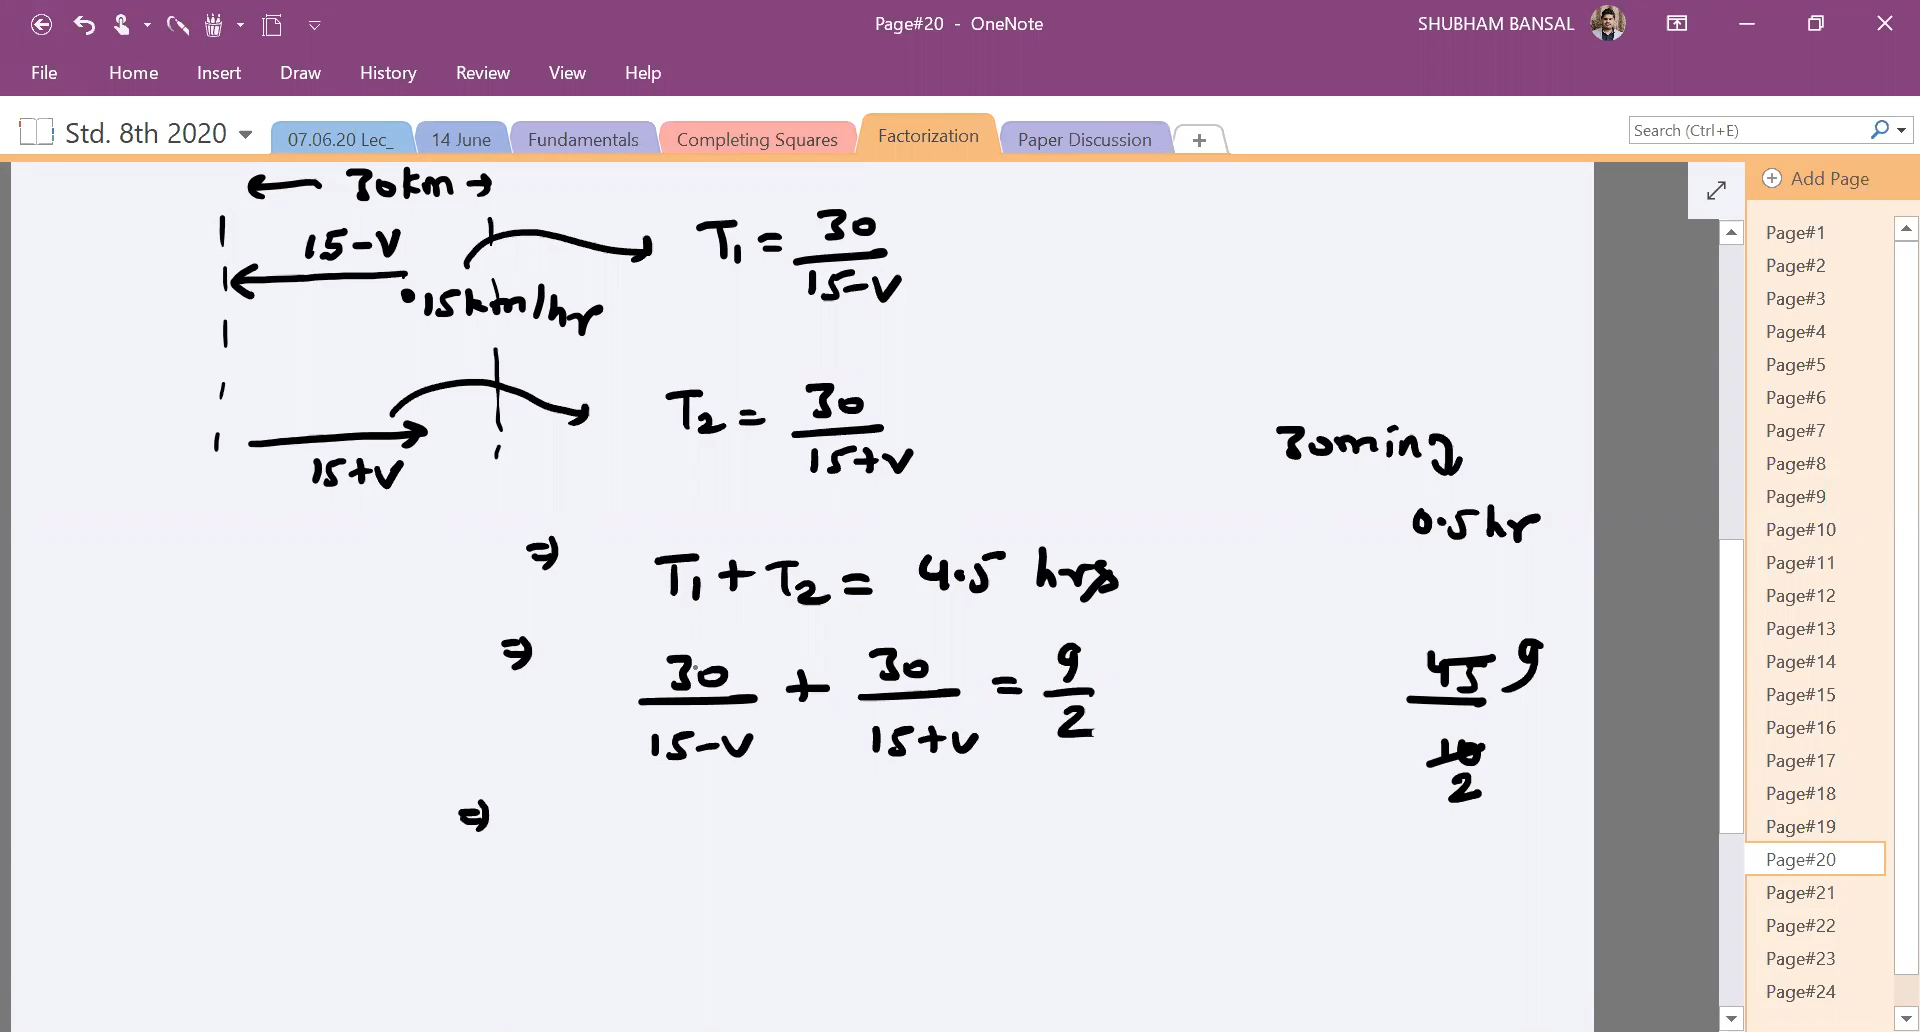 Page#20 - OneNote
SHUBHAM BANSAL
File Home Insert Draw History Review View Help
Std. 8th 2020
07.06.20 Lec_
14 June
Fundamentals
Completing Squares
Factorization
Paper Discussion
+
Search (Ctrl+E)
30km
15-v
15km/hr
T₁ = 30/(15-v)
15+v
T₂ = 30/(15+v)
30 min
0.5 hr
⇒ T₁ + T₂ = 4.5 hrs
⇒ 30/(15-v) + 30/(15+v) = 9/2
45 9
10
2
⇒
Add Page
Page#1
Page#2
Page#3
Page#4
Page#5
Page#6
Page#7
Page#8
Page#9
Page#10
Page#11
Page#12
Page#13
Page#14
Page#15
Page#16
Page#17
Page#18
Page#19
Page#20
Page#21
Page#22
Page#23
Page#24